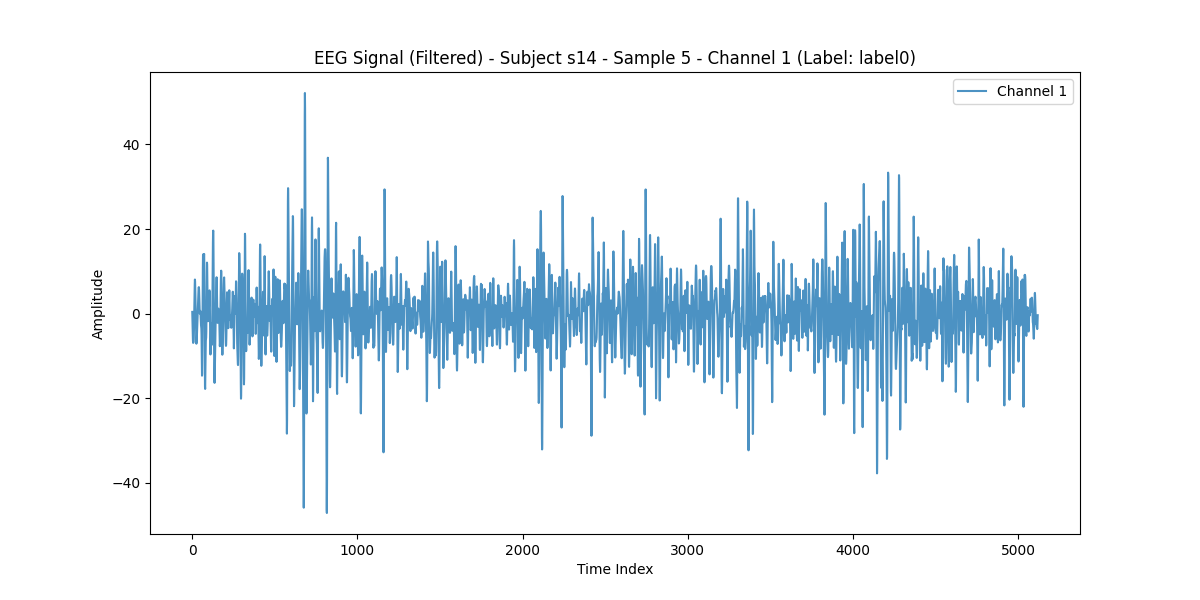 EEG Signal (Filtered) - Subject s14 - Sample 5 - Channel 1 (Label: label0)
Channel 1
40
20
0
−20
−40
Amplitude
0 1000 2000 3000 4000 5000
Time Index